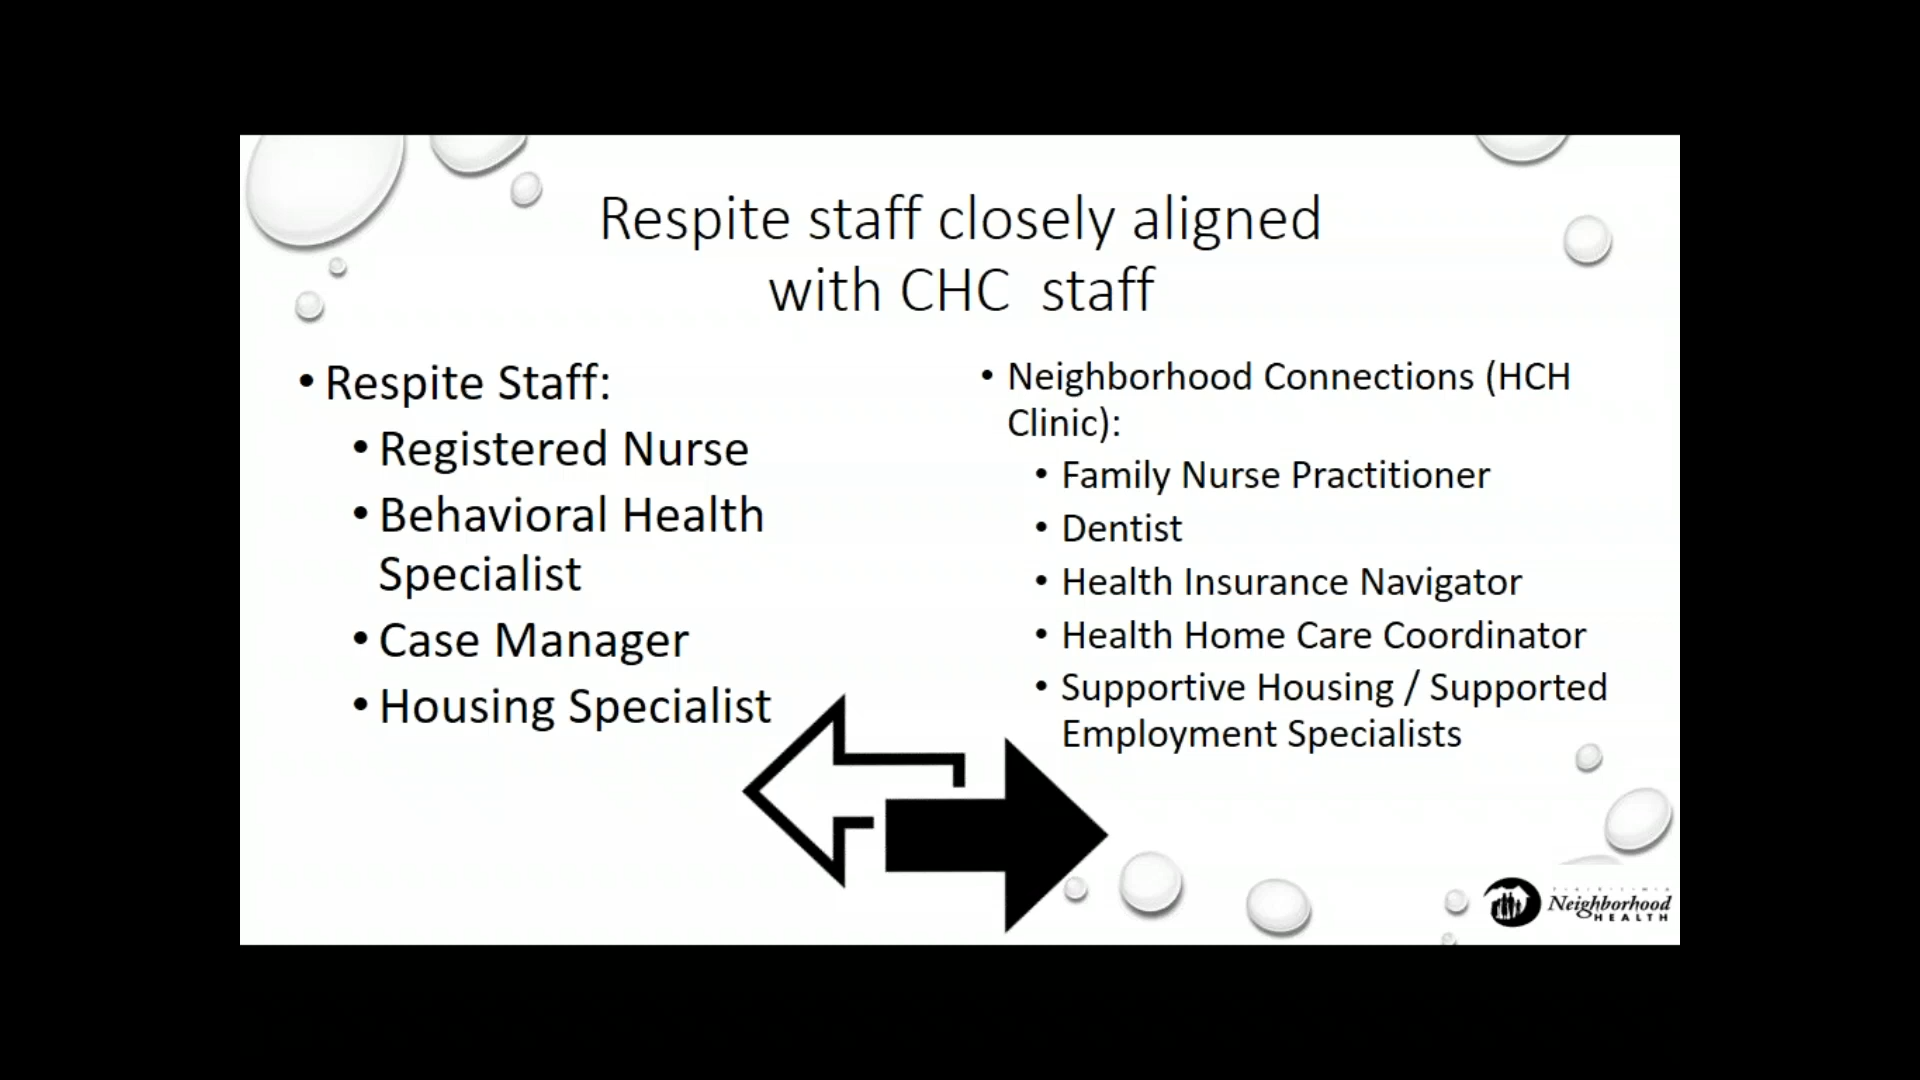 Respite staff closely aligned
with CHC  staff
• Respite Staff:
• Registered Nurse
• Behavioral Health
Specialist
• Case Manager
• Housing Specialist
• Neighborhood Connections (HCH
Clinic):
• Family Nurse Practitioner
• Dentist
• Health Insurance Navigator
• Health Home Care Coordinator
• Supportive Housing / Supported
Employment Specialists
Neighborhood
HEALTH